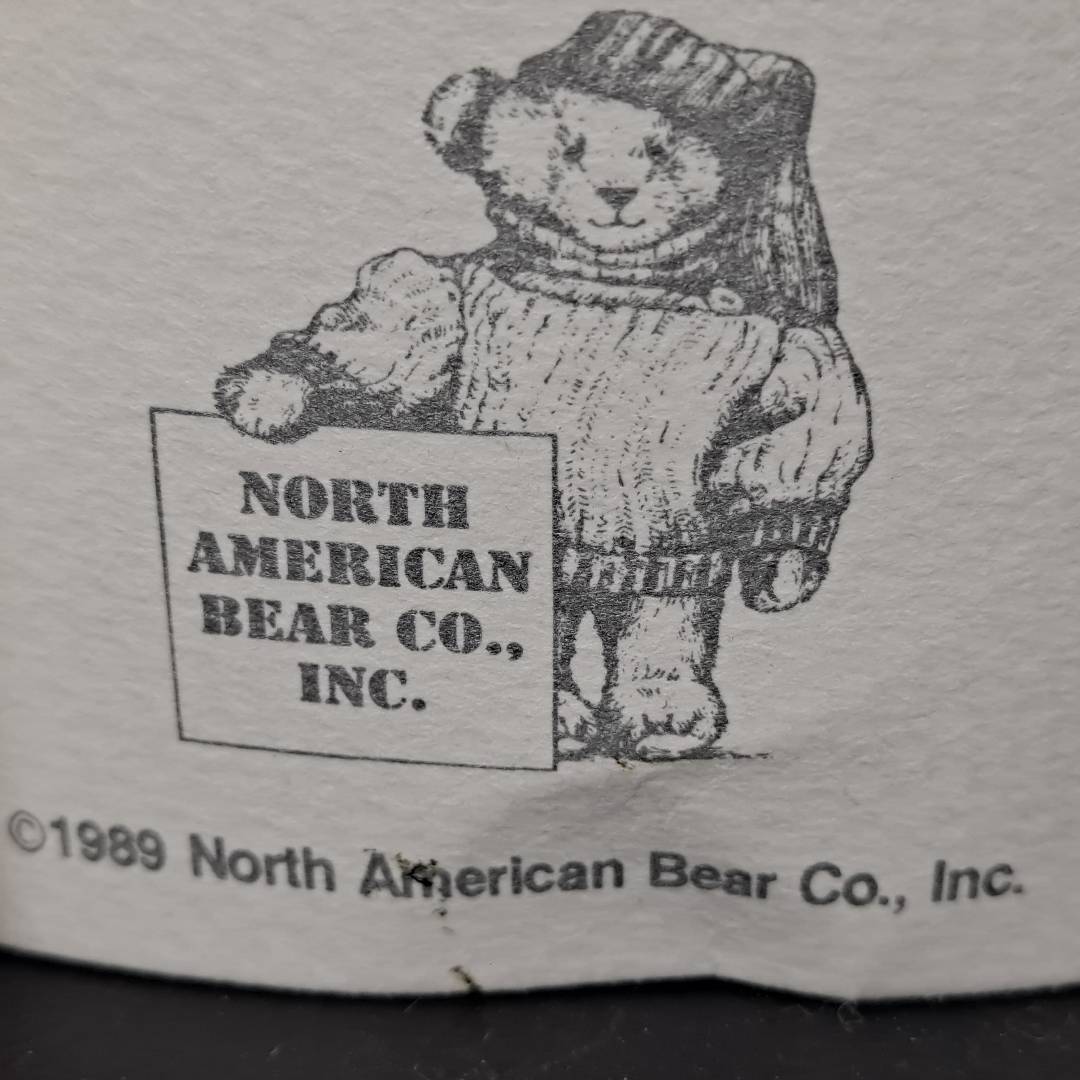 NORTH
AMERICAN
BEAR CO.,
INC.
©1989 North American Bear Co., Inc.